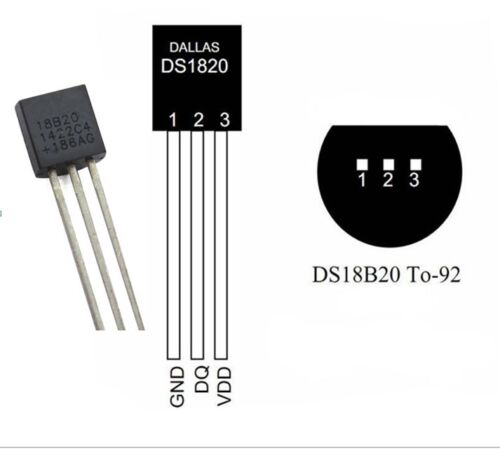 18B20
1422C4
+186AG
DALLAS
DS1820
1 2 3
GND
DQ
VDD
1 2 3
DS18B20 To-92